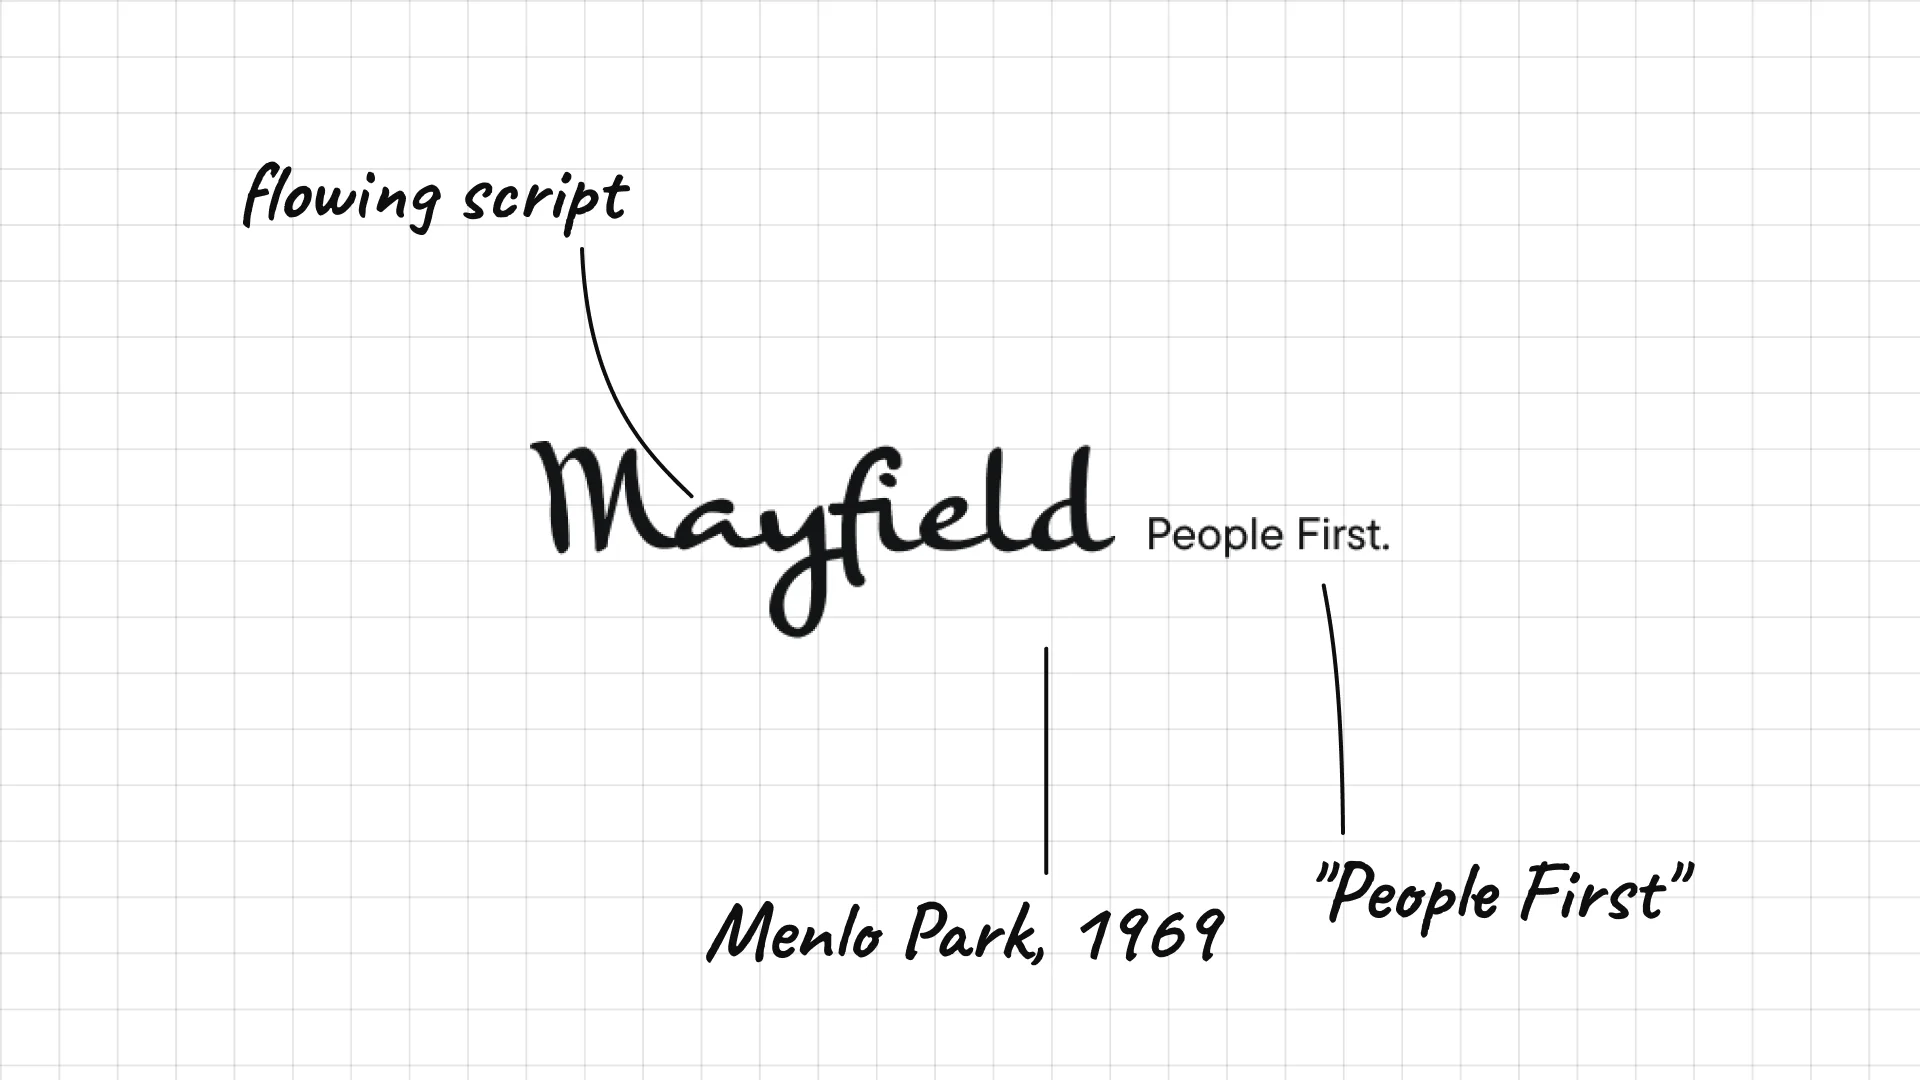 flowing script
Mayfield People First.
Menlo Park, 1969
"People First"